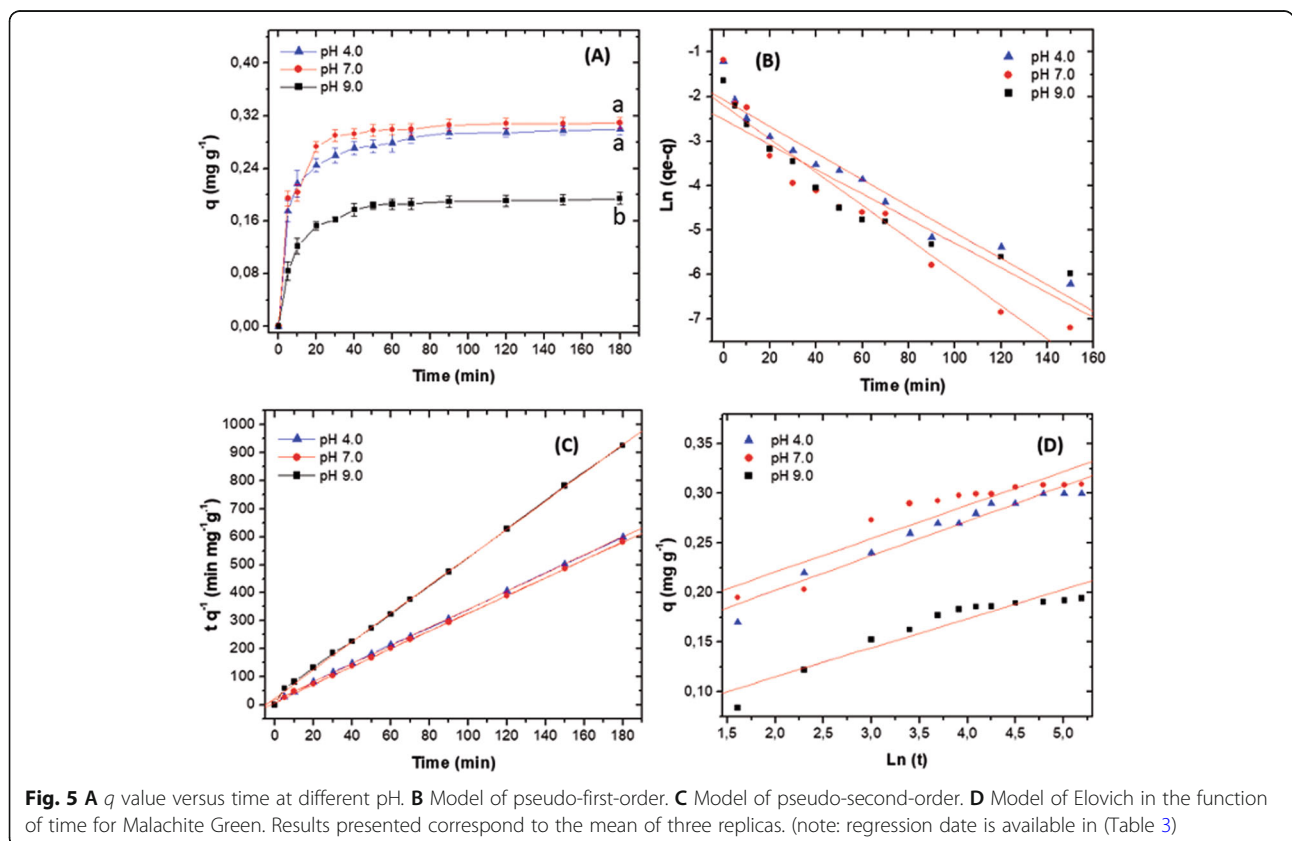 (A)
pH 4.0
pH 7.0
pH 9.0
0,40
0,32
0,24
0,16
0,08
0,00
q (mg g⁻¹)
a
a
b
0 20 40 60 80 100 120 140 160 180
Time (min)
(B)
pH 4.0
pH 7.0
pH 9.0
-1
-2
-3
-4
-5
-6
-7
Ln (qe-q)
0 20 40 60 80 100 120 140 160
Time (min)
(C)
pH 4.0
pH 7.0
pH 9.0
1000
900
800
700
600
500
400
300
200
100
0
t q⁻¹ (min mg⁻¹g⁻¹)
0 20 40 60 80 100 120 140 160 180
Time (min)
(D)
pH 4.0
pH 7.0
pH 9.0
0,35
0,30
0,25
0,20
0,15
0,10
q (mg g⁻¹)
1,5 2,0 2,5 3,0 3,5 4,0 4,5 5,0
Ln (t)
Fig. 5 A q value versus time at different pH. B Model of pseudo-first-order. C Model of pseudo-second-order. D Model of Elovich in the function
of time for Malachite Green. Results presented correspond to the mean of three replicas. (note: regression date is available in (Table 3)